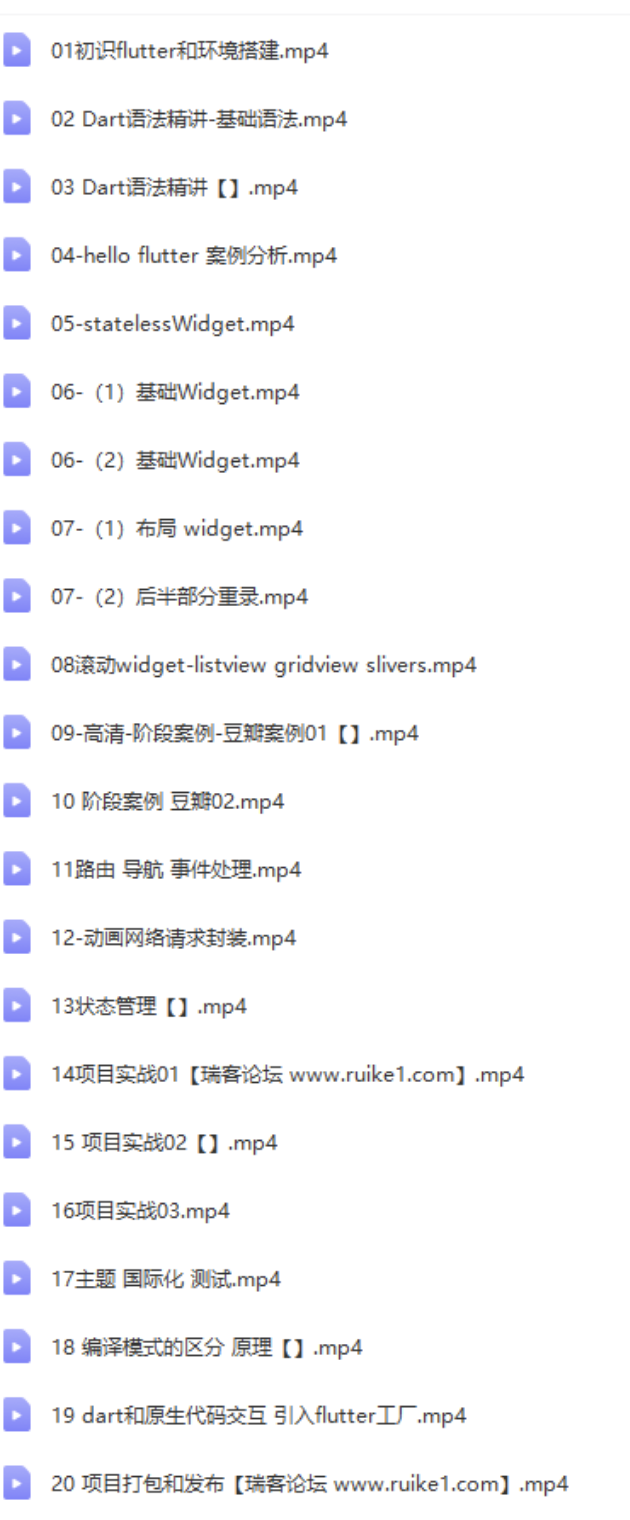 01初识flutter和环境搭建.mp4
02 Dart语法精讲-基础语法.mp4
03 Dart语法精讲【】.mp4
04-hello flutter 案例分析.mp4
05-statelessWidget.mp4
06-（1）基础Widget.mp4
06-（2）基础Widget.mp4
07-（1）布局 widget.mp4
07-（2）后半部分重录.mp4
08滚动widget-listview gridview slivers.mp4
09-高清-阶段案例-豆瓣案例01【】.mp4
10 阶段案例 豆瓣02.mp4
11路由 导航 事件处理.mp4
12-动画网络请求封装.mp4
13状态管理【】.mp4
14项目实战01【瑞客论坛 www.ruike1.com】.mp4
15 项目实战02【】.mp4
16项目实战03.mp4
17主题 国际化 测试.mp4
18 编译模式的区分 原理【】.mp4
19 dart和原生代码交互 引入flutter工厂.mp4
20 项目打包和发布【瑞客论坛 www.ruike1.com】.mp4